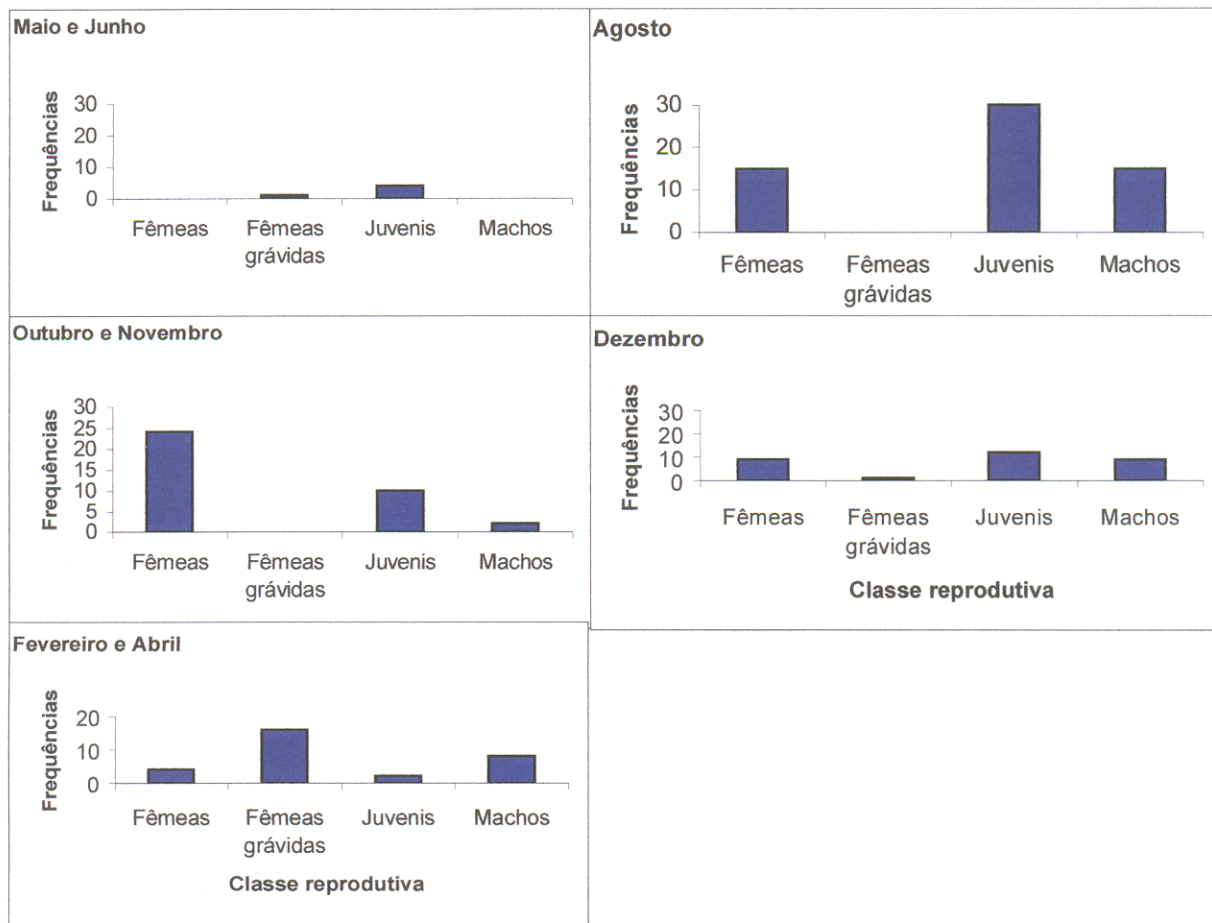 Maio e Junho
Frequências
30
20
10
0
Fêmeas
Fêmeas grávidas
Juvenis
Machos
Agosto
Frequências
30
20
10
0
Fêmeas
Fêmeas grávidas
Juvenis
Machos
Outubro e Novembro
Frequências
30
25
20
15
10
5
0
Fêmeas
Fêmeas grávidas
Juvenis
Machos
Dezembro
Frequências
30
20
10
0
Fêmeas
Fêmeas grávidas
Juvenis
Machos
Classe reprodutiva
Fevereiro e Abril
Frequências
20
10
0
Fêmeas
Fêmeas grávidas
Juvenis
Machos
Classe reprodutiva